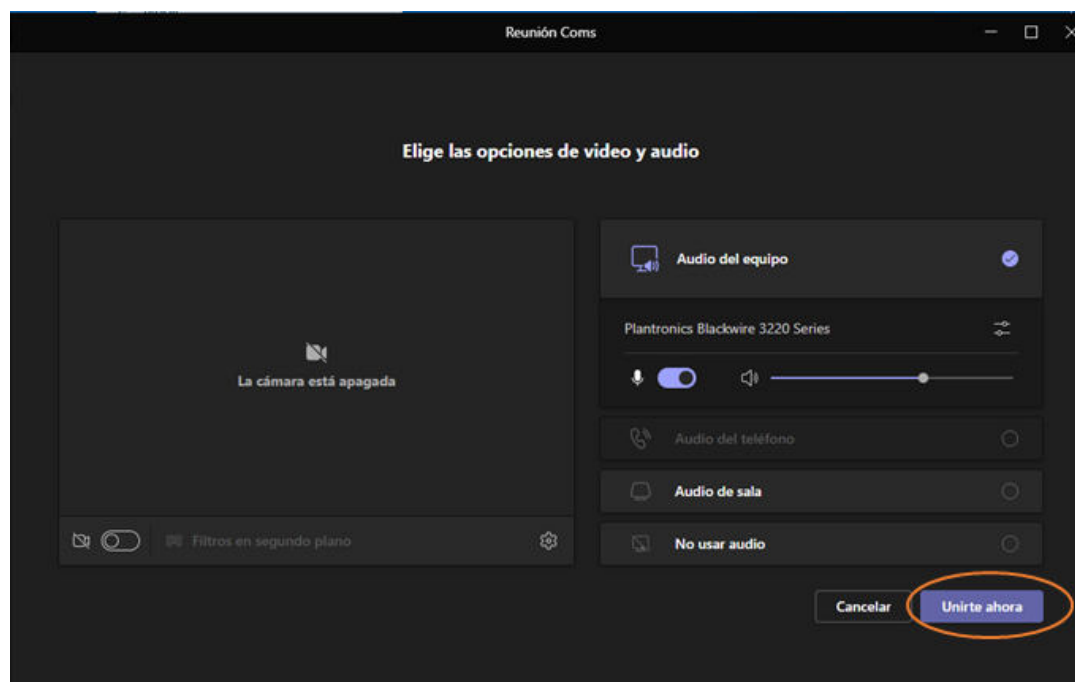 Reunión Coms
Elige las opciones de video y audio
La cámara está apagada
Filtros en segundo plano
Audio del equipo
Plantronics Blackwire 3220 Series
Audio del teléfono
Audio de sala
No usar audio
Cancelar
Unirte ahora